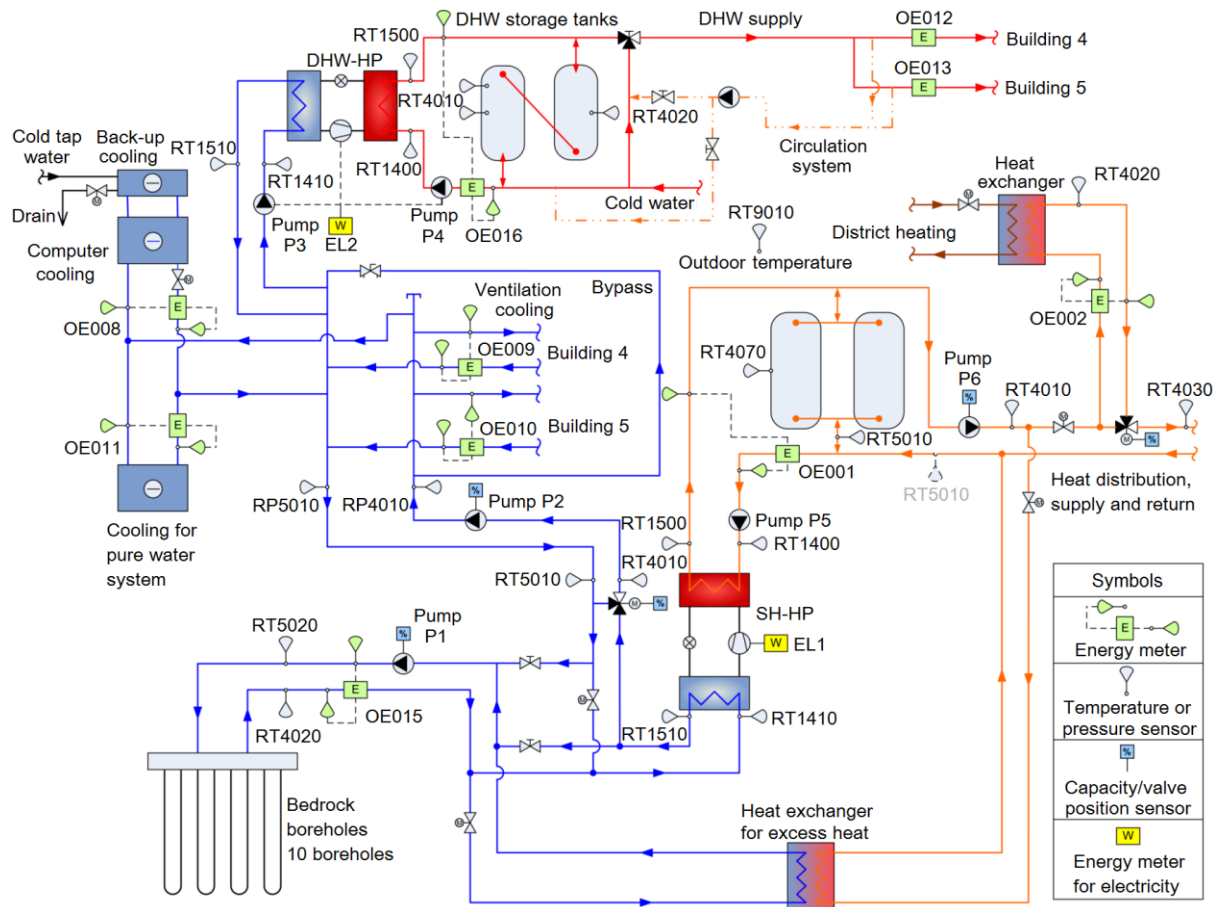 DHW storage tanks
DHW supply
OE012
RT1500
Building 4
DHW-HP
OE013
E
E
Building 5
RT4010
RT4020
Cold tap
water
Back-up
cooling
RT1510
Circulation
system
RT1410
RT1400
Heat
exchanger
RT4020
M
Drain
Pump
P3
W
EL2
Pump
P4
E
OE016
Cold water
RT9010
Outdoor temperature
M
District heating
Computer
cooling
M
E
OE008
Bypass
Ventilation
cooling
E
OE002
OE009
E
Building 4
RT4070
Pump
P6
%
RT4010
M
RT4030
M
%
E
OE011
OE010
E
Building 5
RT5010
E
OE001
RT5010
Heat distribution,
supply and return
M
RP5010
RP4010
%
Pump P2
Cooling for
pure water
system
RT1500
Pump P5
RT1400
RT4010
RT5010
M
%
SH-HP
W
EL1
Pump
P1
%
RT5020
E
OE015
M
RT4020
RT1510
RT1410
M
Bedrock
boreholes
10 boreholes
Heat exchanger
for excess heat
Symbols
E
Energy meter
Temperature or
pressure sensor
%
Capacity/valve
position sensor
W
Energy meter
for electricity